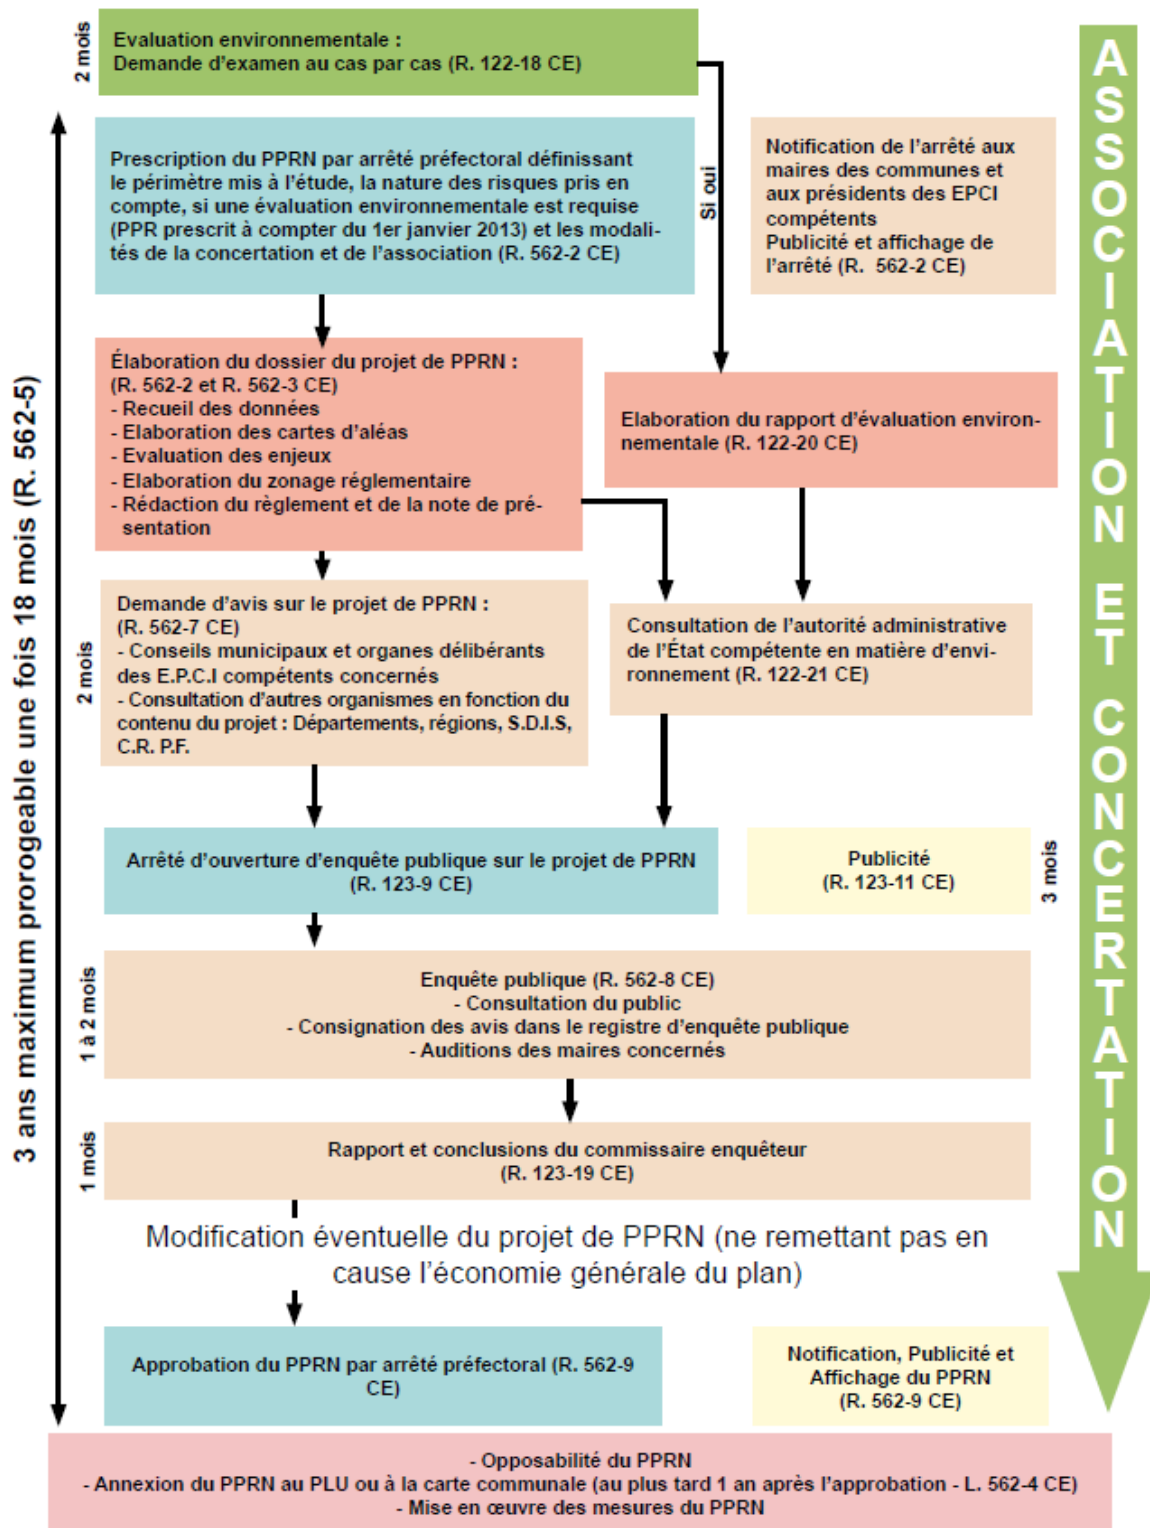 2 mois
Evaluation environnementale :
Demande d'examen au cas par cas (R. 122-18 CE)
3 ans maximum prorogeable une fois 18 mois (R. 562-5)
Prescription du PPRN par arrêté préfectoral définissant
le périmètre mis à l'étude, la nature des risques pris en
compte, si une évaluation environnementale est requise
(PPR prescrit à compter du 1er janvier 2013) et les modali-
tés de la concertation et de l'association (R. 562-2 CE)
Si oui
Notification de l'arrêté aux
maires des communes et
aux présidents des EPCI
compétents
Publicité et affichage de
l'arrêté (R. 562-2 CE)
Élaboration du dossier du projet de PPRN :
(R. 562-2 et R. 562-3 CE)
- Recueil des données
- Elaboration des cartes d'aléas
- Evaluation des enjeux
- Elaboration du zonage réglementaire
- Rédaction du règlement et de la note de pré-
sentation
Elaboration du rapport d'évaluation environ-
nementale (R. 122-20 CE)
2 mois
Demande d'avis sur le projet de PPRN :
(R. 562-7 CE)
- Conseils municipaux et organes délibérants
des E.P.C.I compétents concernés
- Consultation d'autres organismes en fonction du
contenu du projet : Départements, régions, S.D.I.S,
C.R. P.F.
Consultation de l'autorité administrative
de l'État compétente en matière d'envi-
ronnement (R. 122-21 CE)
Arrêté d'ouverture d'enquête publique sur le projet de PPRN
(R. 123-9 CE)
Publicité
(R. 123-11 CE)
3 mois
1 à 2 mois
Enquête publique (R. 562-8 CE)
- Consultation du public
- Consignation des avis dans le registre d'enquête publique
- Auditions des maires concernés
1 mois
Rapport et conclusions du commissaire enquêteur
(R. 123-19 CE)
Modification éventuelle du projet de PPRN (ne remettant pas en
cause l'économie générale du plan)
Approbation du PPRN par arrêté préfectoral (R. 562-9
CE)
Notification, Publicité et
Affichage du PPRN
(R. 562-9 CE)
- Opposabilité du PPRN
- Annexion du PPRN au PLU ou à la carte communale (au plus tard 1 an après l'approbation - L. 562-4 CE)
- Mise en œuvre des mesures du PPRN
ASSOCIATION ET CONCERTATION